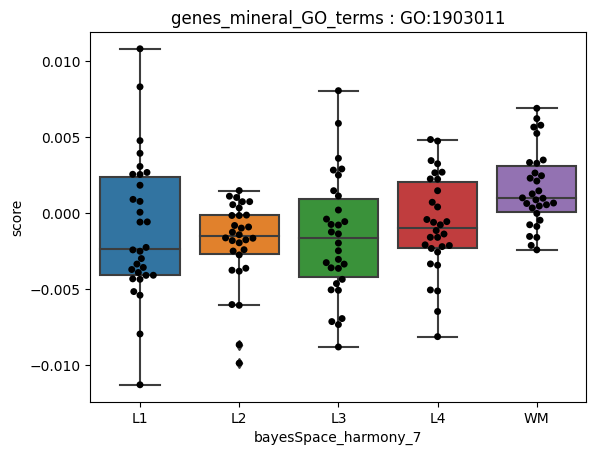 genes_mineral_GO_terms : GO:1903011
score
0.010
0.005
0.000
−0.005
−0.010
L1 L2 L3 L4 WM
bayesSpace_harmony_7